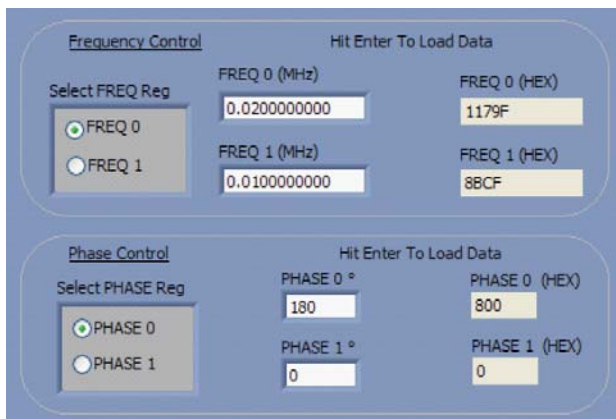 Frequency Control Hit Enter To Load Data
Select FREQ Reg
FREQ 0
FREQ 1
FREQ 0 (MHz)
0.0200000000
FREQ 0 (HEX)
1179F
FREQ 1 (MHz)
0.0100000000
FREQ 1 (HEX)
8BCF
Phase Control Hit Enter To Load Data
Select PHASE Reg
PHASE 0
PHASE 1
PHASE 0 °
180
PHASE 0 (HEX)
800
PHASE 1 °
0
PHASE 1 (HEX)
0